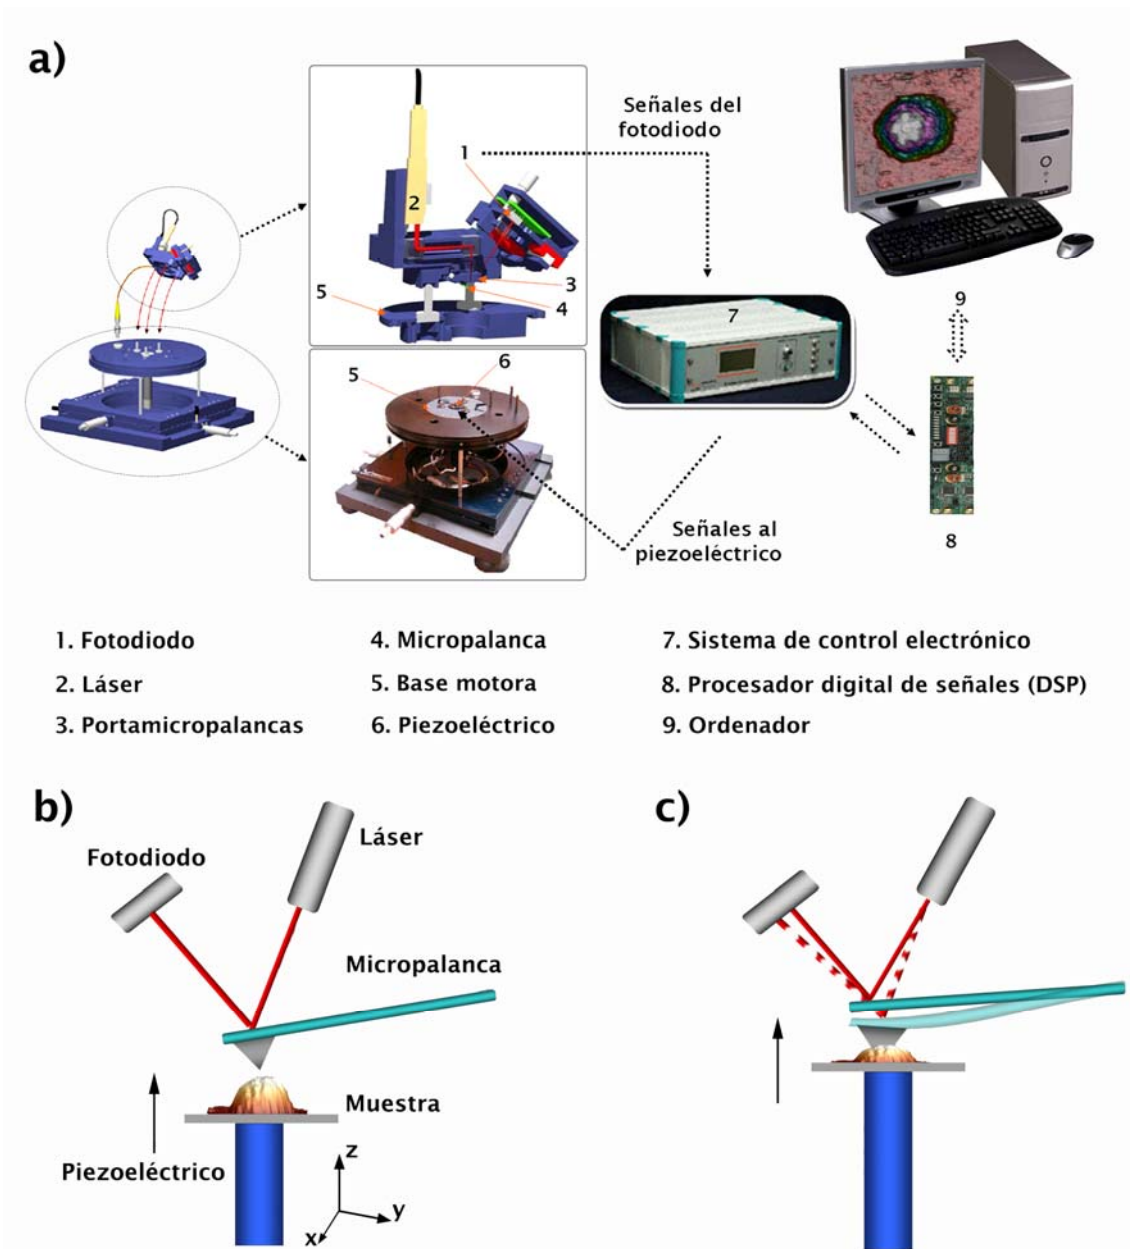 a)
Señales del
fotodiodo
1
2
3
4
5
5
6
7
9
8
Señales al
piezoeléctrico
1. Fotodiodo
4. Micropalanca
7. Sistema de control electrónico
2. Láser
5. Base motora
8. Procesador digital de señales (DSP)
3. Portamicropalancas
6. Piezoeléctrico
9. Ordenador
b)
Fotodiodo
Láser
Micropalanca
Muestra
Piezoeléctrico
z
y
x
c)